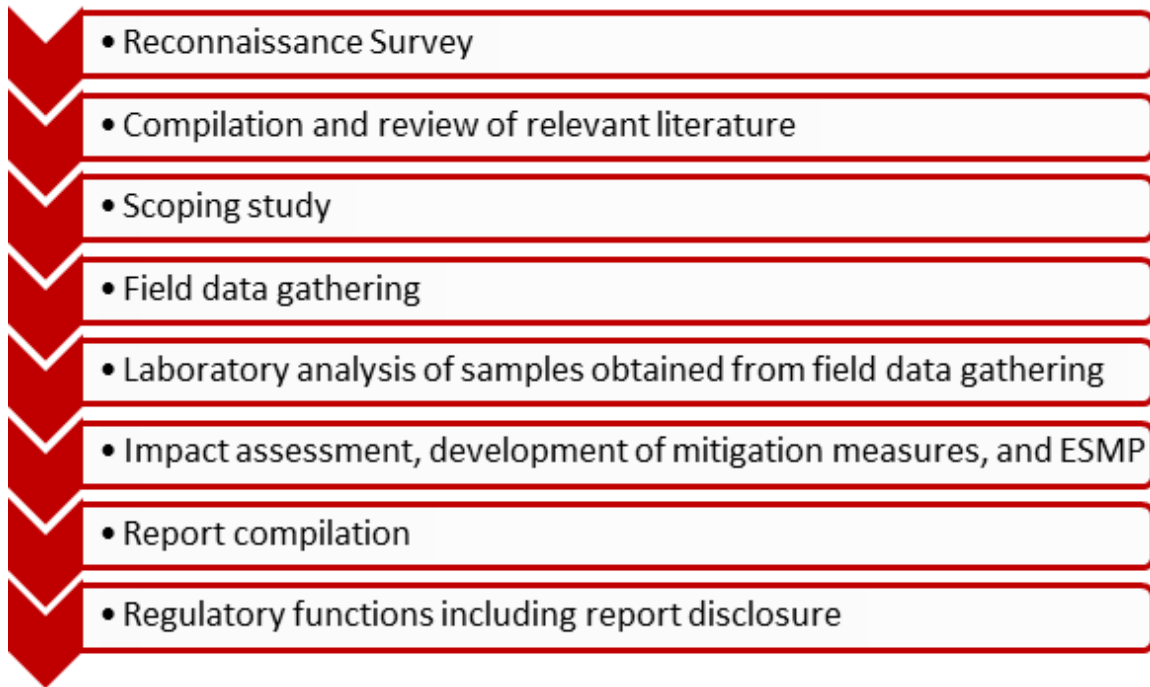 • Reconnaissance Survey
• Compilation and review of relevant literature
• Scoping study
• Field data gathering
• Laboratory analysis of samples obtained from field data gathering
• Impact assessment, development of mitigation measures, and ESMP
• Report compilation
• Regulatory functions including report disclosure